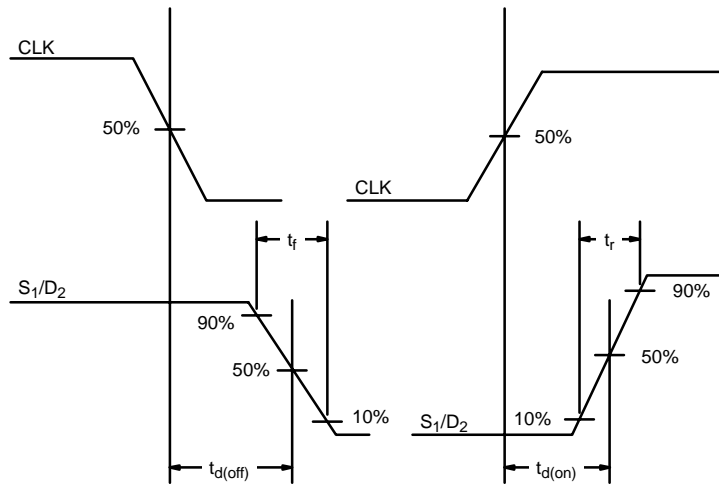 CLK
50%
50%
CLK
t_f
t_r
S_1/D_2
90%
90%
50%
50%
10%
S_1/D_2
10%
t_d(off)
t_d(on)